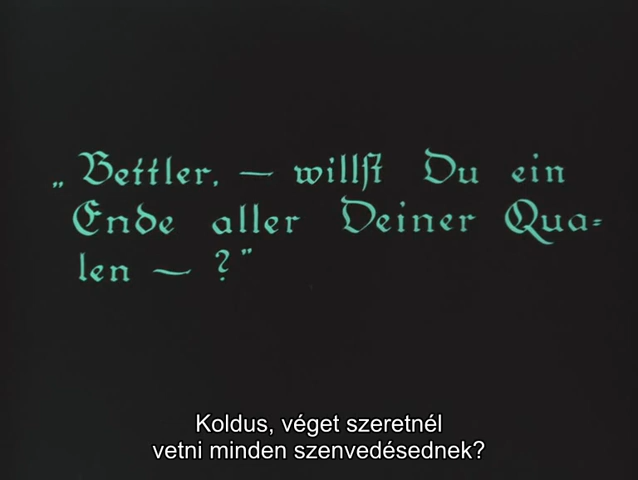 „Bettler, — willst Du ein
Ende aller Deiner Qua=
len — ?"
Koldus, véget szeretnél
vetni minden szenvedésednek?